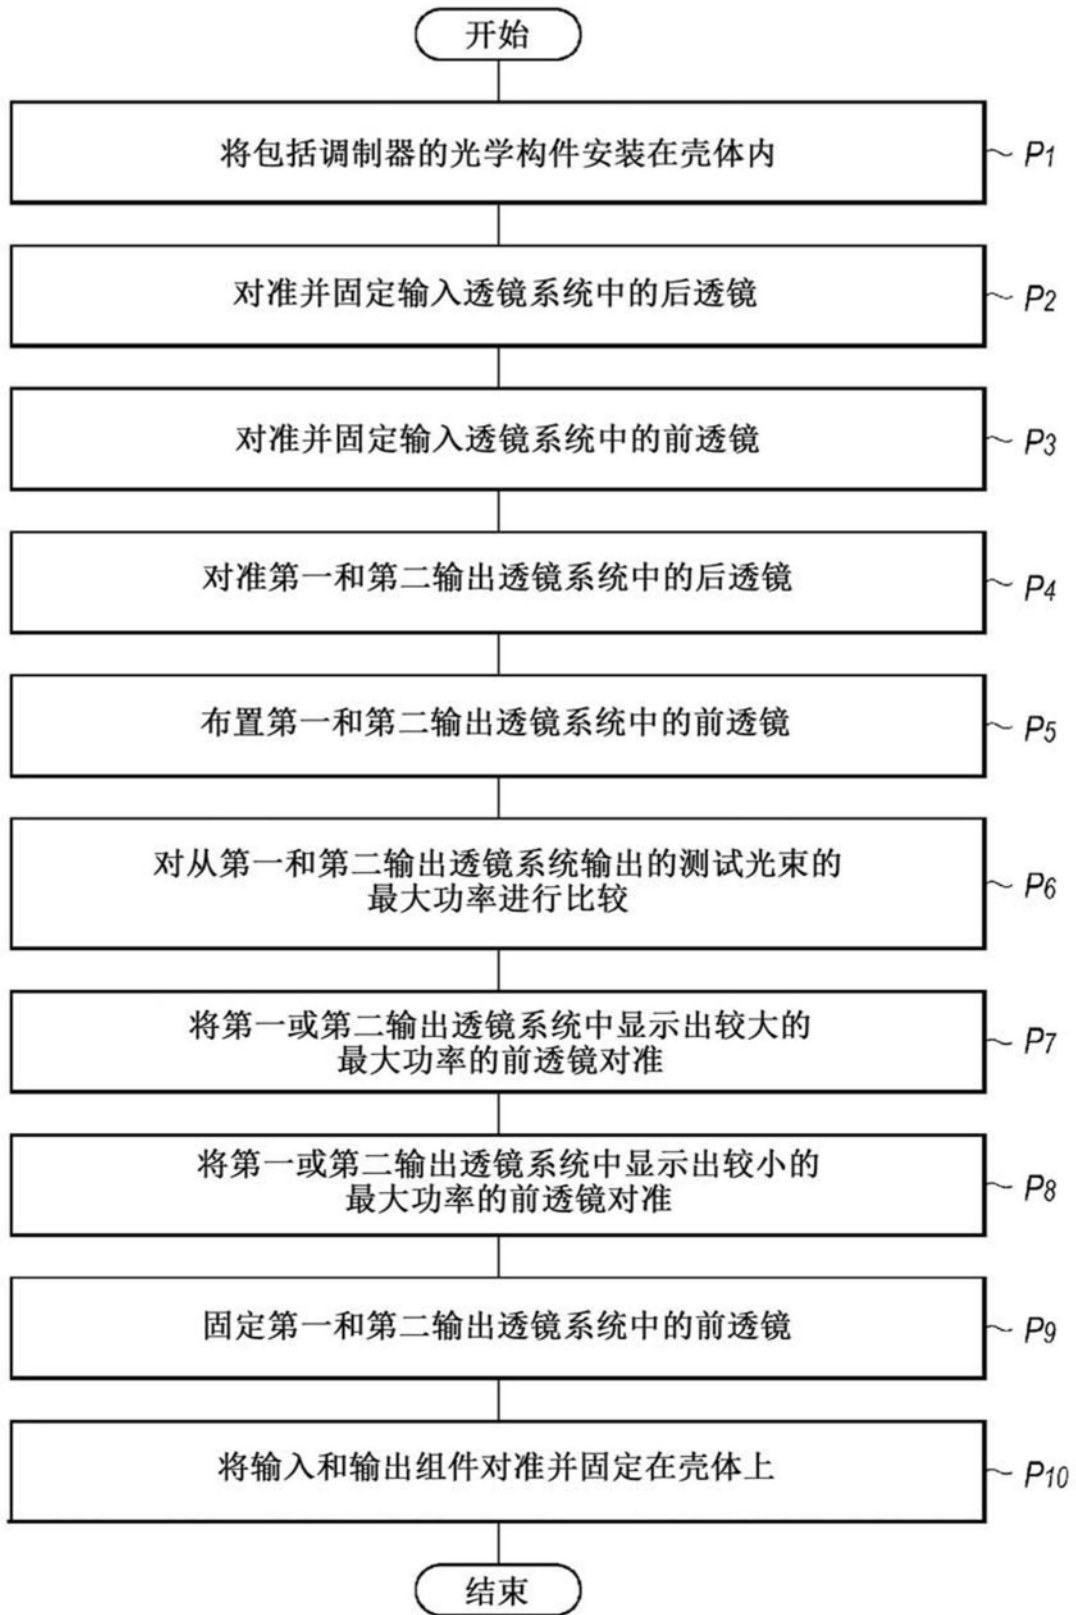 开始
将包括调制器的光学构件安装在壳体内
P1
对准并固定输入透镜系统中的后透镜
P2
对准并固定输入透镜系统中的前透镜
P3
对准第一和第二输出透镜系统中的后透镜
P4
布置第一和第二输出透镜系统中的前透镜
P5
对从第一和第二输出透镜系统输出的测试光束的
最大功率进行比较
P6
将第一或第二输出透镜系统中显示出较大的
最大功率的前透镜对准
P7
将第一或第二输出透镜系统中显示出较小的
最大功率的前透镜对准
P8
固定第一和第二输出透镜系统中的前透镜
P9
将输入和输出组件对准并固定在壳体上
P10
结束